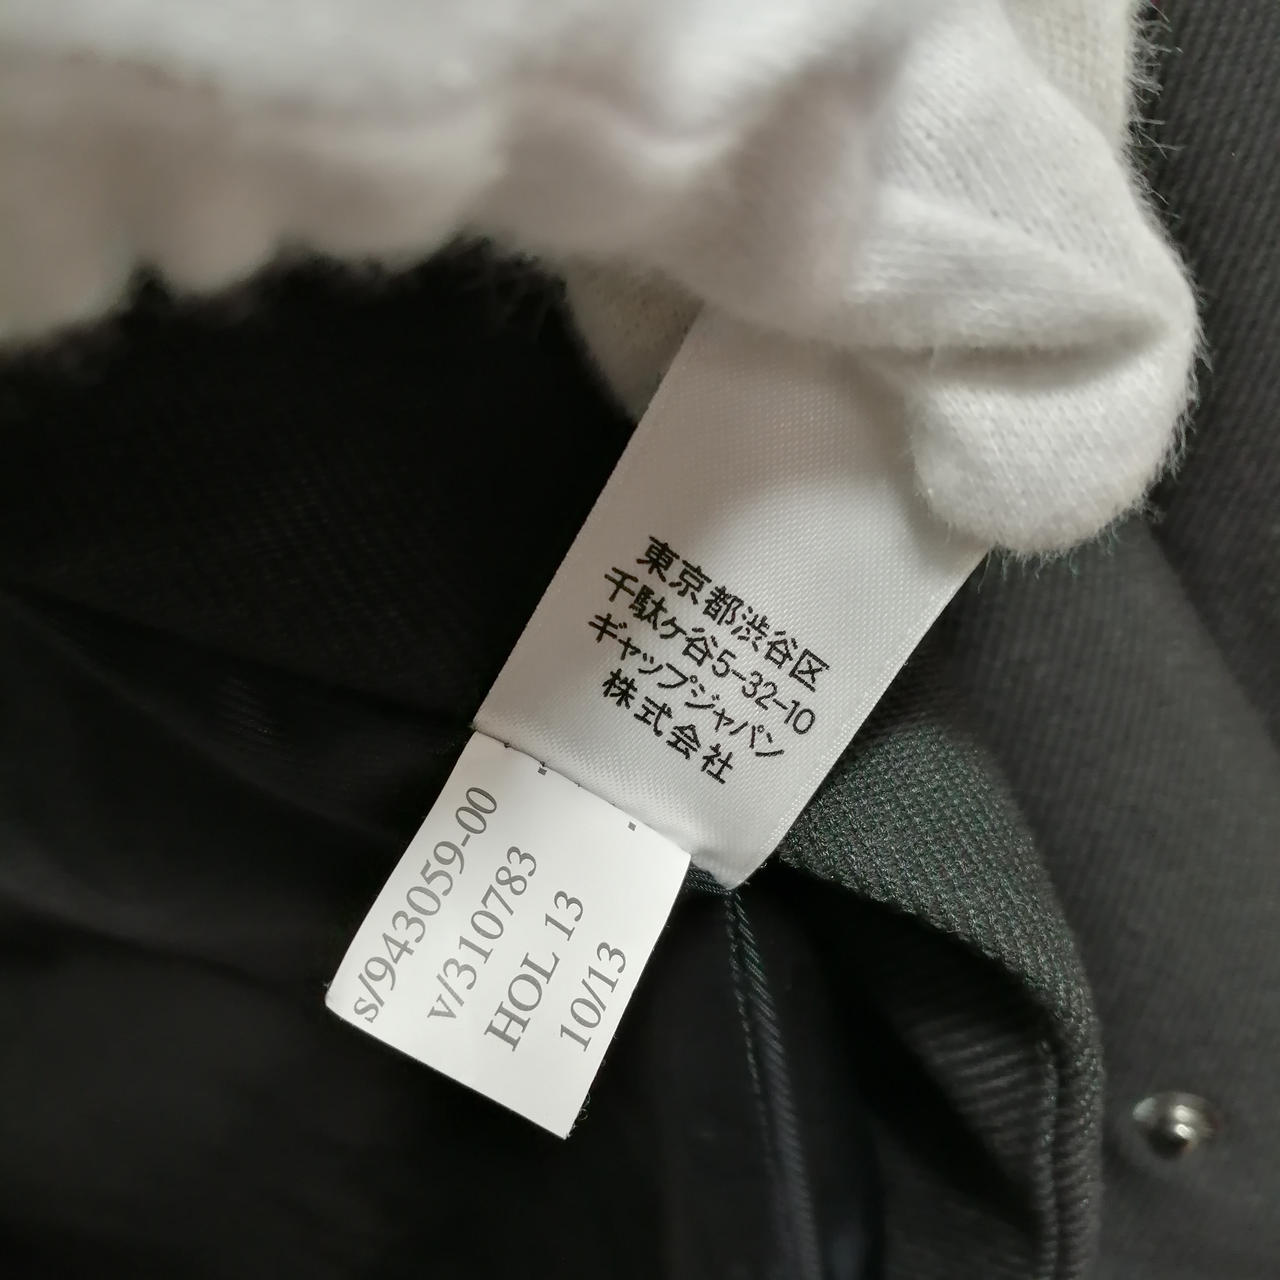 東京都渋谷区
千駄ヶ谷5-32-10
ギャップジャパン
株式会社
s/943059-00
v/310783
HOL 13
10/13